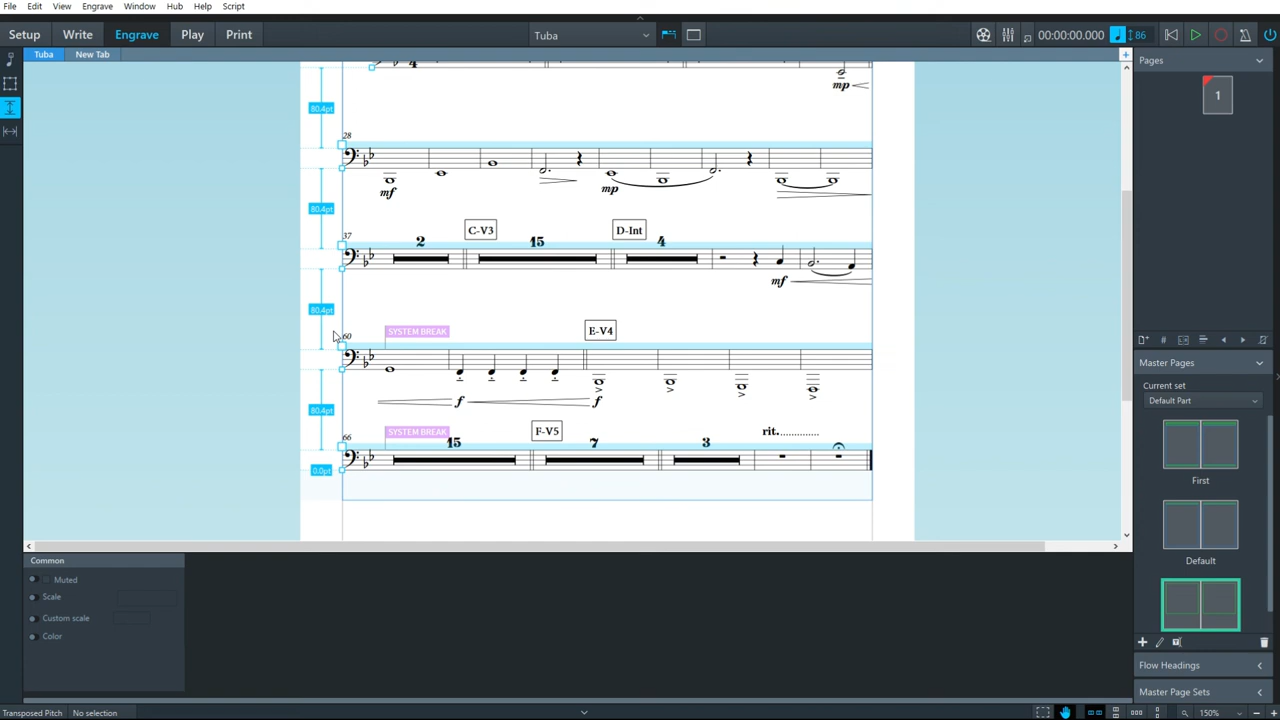 File Edit View Engrave Window Hub Help Script
Setup Write Engrave Play Print Tuba 00:00:00.000 86
Tuba New Tab Pages
4
80.4pt 1
mp
28
mf mp
80.4pt
C-V3 D-Int
37 2 15 4
mf
80.4pt
SYSTEM BREAK E-V4
60
Master Pages
Current set
Default Part
f f
80.4pt
SYSTEM BREAK F-V5 rit.
66 15 7 3
0.0pt
First
Default
Common
Muted
Scale
Custom scale
Color
Flow Headings
Master Page Sets
Transposed Pitch No selection 150%